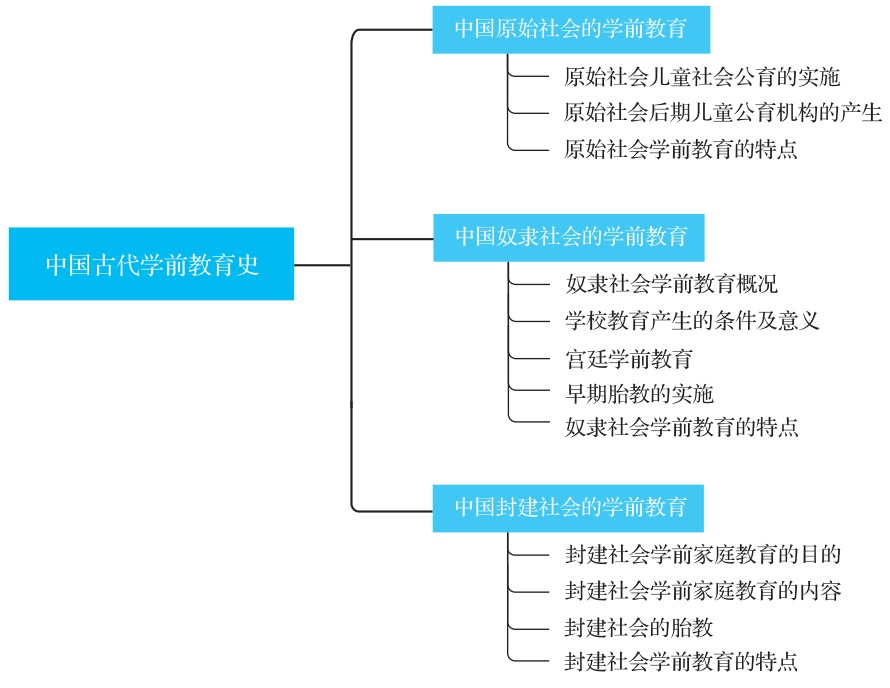 中国古代学前教育史
中国原始社会的学前教育
原始社会儿童社会公育的实施
原始社会后期儿童公育机构的产生
原始社会学前教育的特点
中国奴隶社会的学前教育
奴隶社会学前教育概况
学校教育产生的条件及意义
宫廷学前教育
早期胎教的实施
奴隶社会学前教育的特点
中国封建社会的学前教育
封建社会学前家庭教育的目的
封建社会学前家庭教育的内容
封建社会的胎教
封建社会学前教育的特点